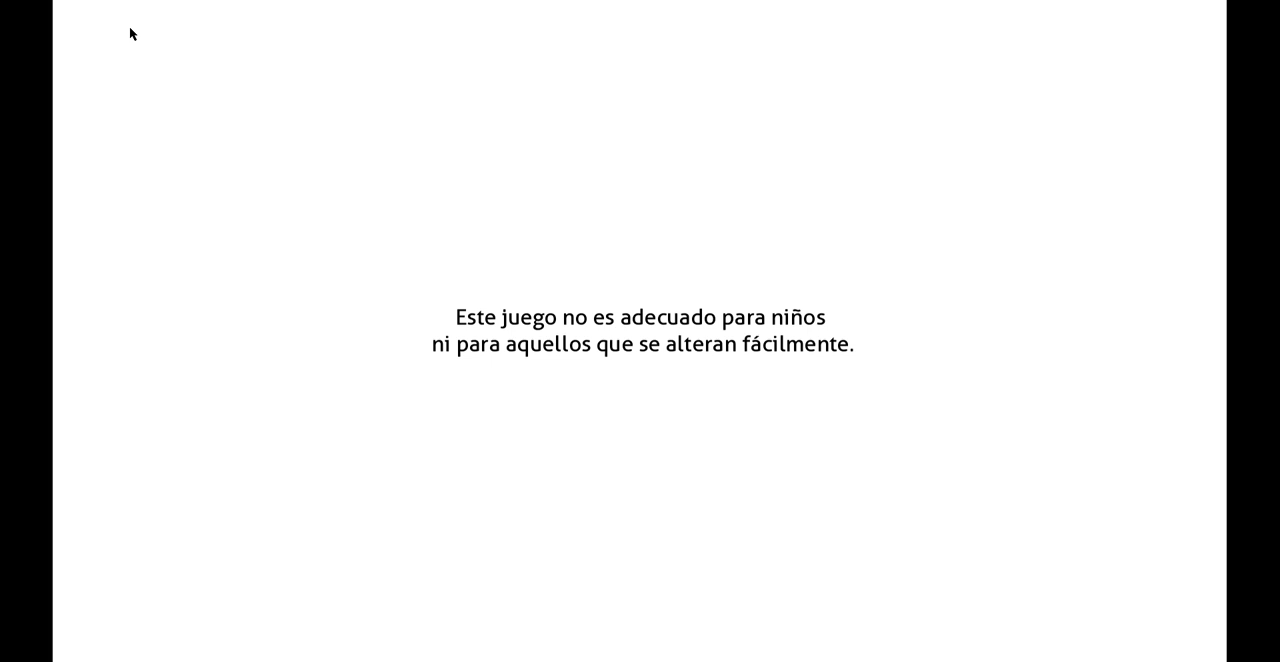 Este juego no es adecuado para niños
ni para aquellos que se alteran fácilmente.